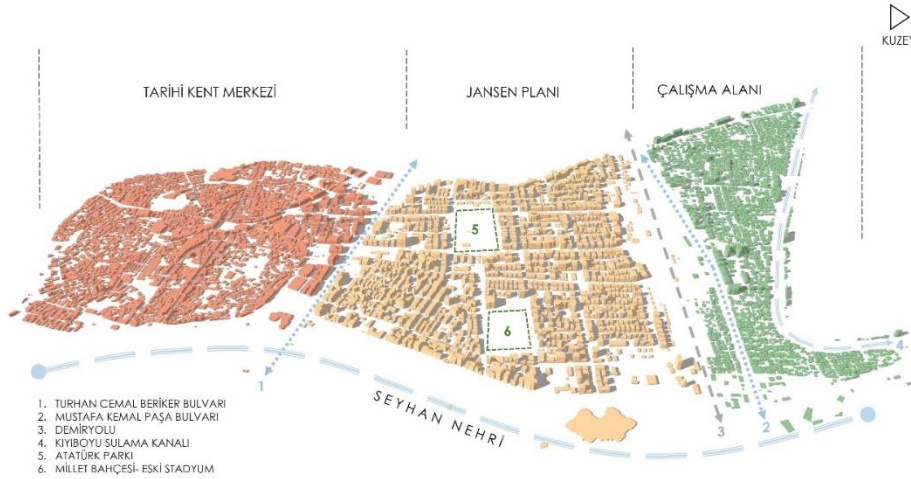 KUZEY
TARİHİ KENT MERKEZİ
JANSEN PLANI
ÇALIŞMA ALANI
5
6
1
SEYHAN NEHRİ
3
2
4
1. TURHAN CEMAL BERİKER BULVARI
2. MUSTAFA KEMAL PAŞA BULVARI
3. DEMİRYOLU
4. KIYIBOYU SULAMA KANALI
5. ATATÜRK PARKI
6. MİLLET BAHÇESİ- ESKİ STADYUM